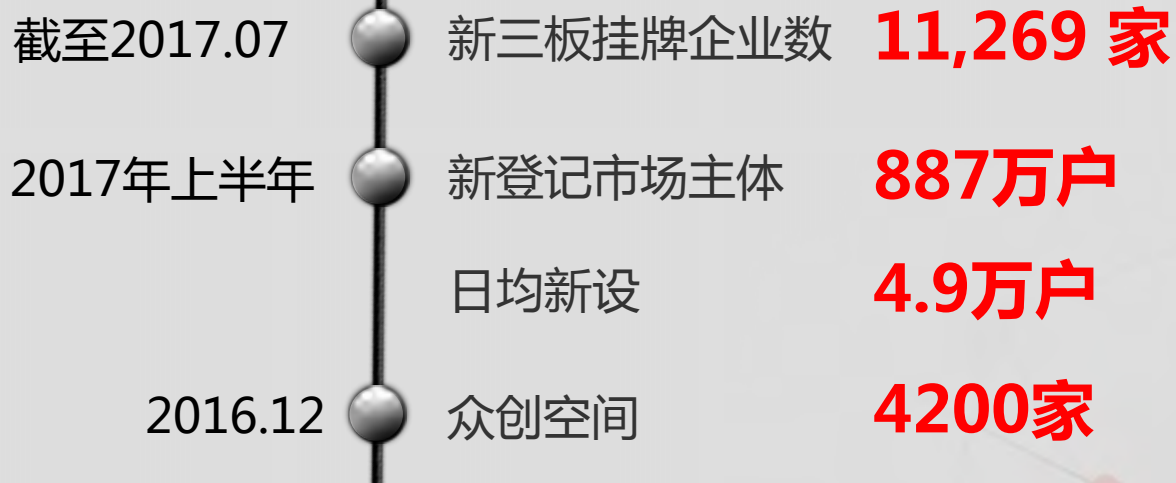 截至2017.07 新三板挂牌企业数 11,269 家
2017年上半年 新登记市场主体 887万户
日均新设 4.9万户
2016.12 众创空间 4200家